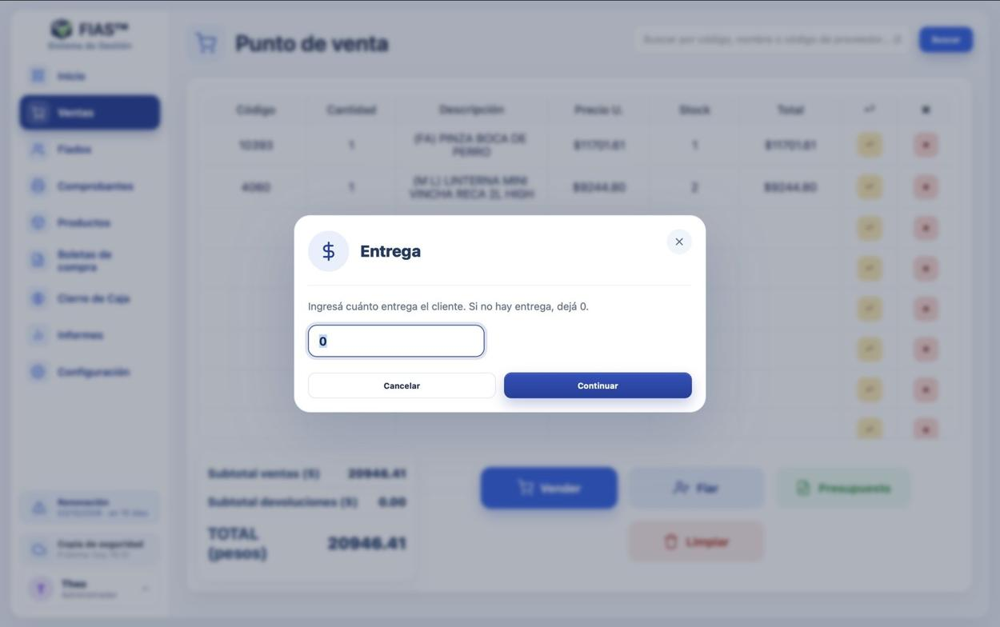 FIAS™
Sistema de Gestión
Punto de venta
Buscar por código, nombre o código de proveedor...
Buscar
Inicio
Ventas
Fiados
Comprobantes
Productos
Boletas de
compra
Cierre de Caja
Informes
Configuración
Código
Cantidad
Descripción
Precio U.
Stock
Total
10393
1
(FA) PINZA BOCA DE
PERRO
$11701.61
1
$11701.61
4060
1
(M L) LINTERNA MINI
VINCHA RECA 2L HIGH
$9244.80
2
$9244.80
Entrega
Ingresá cuánto entrega el cliente. Si no hay entrega, dejá 0.
0
Cancelar
Continuar
Subtotal ventas ($)
20946.41
Subtotal devoluciones ($)
0.00
TOTAL
(pesos)
20946.41
Vender
Fiar
Presupuesto
Limpiar
Renovación
Copia de seguridad
Theo
Administrador